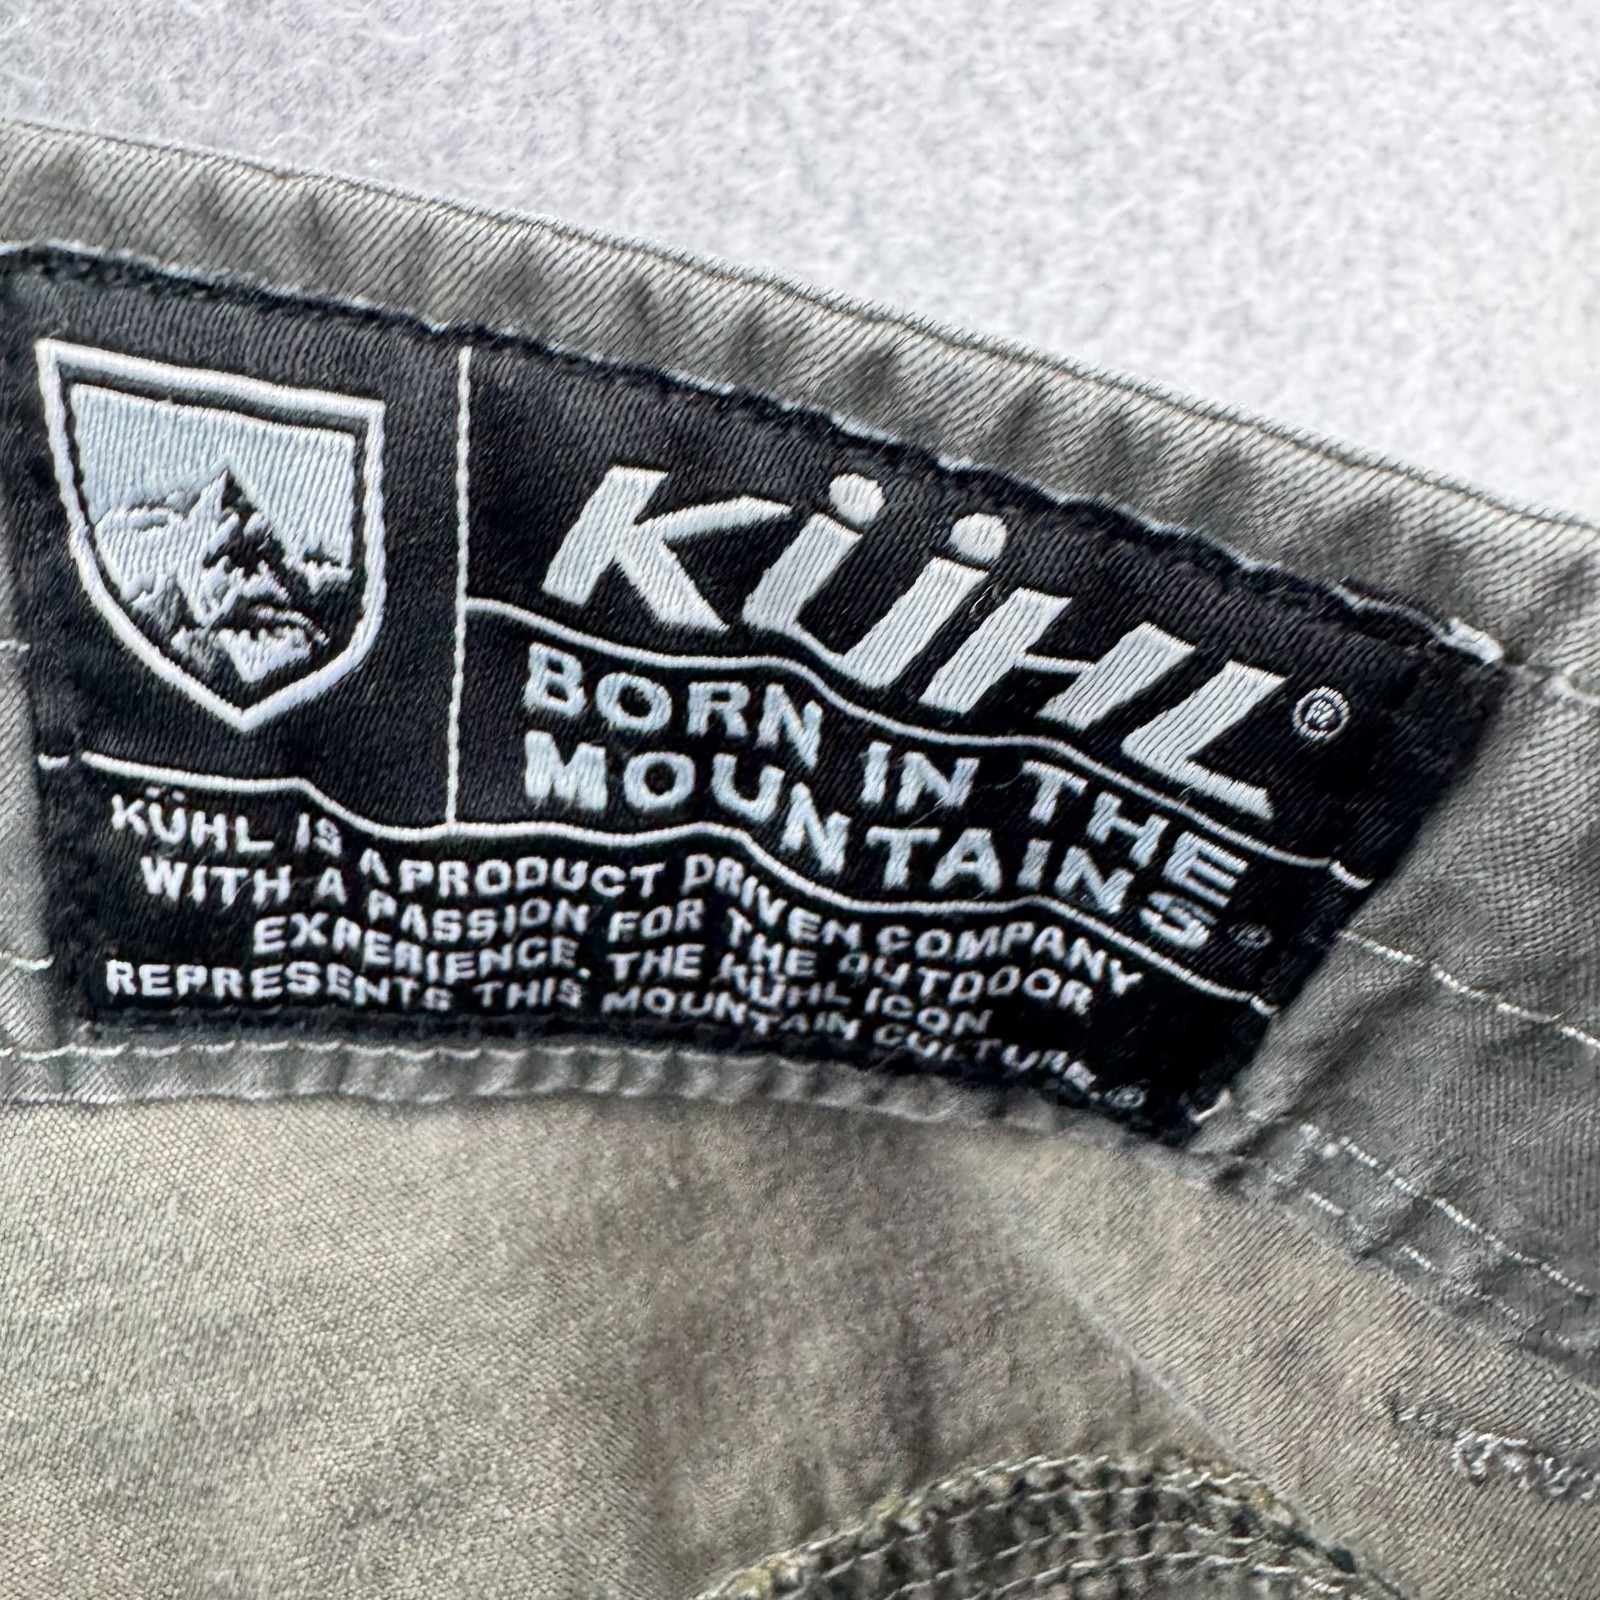 KÜHL®
BORN IN THE
MOUNTAINS®
KÜHL IS A PRODUCT DRIVEN COMPANY
WITH A PASSION FOR THE OUTDOOR
EXPERIENCE. THE KÜHL ICON
REPRESENTS THIS MOUNTAIN CULTURE.®